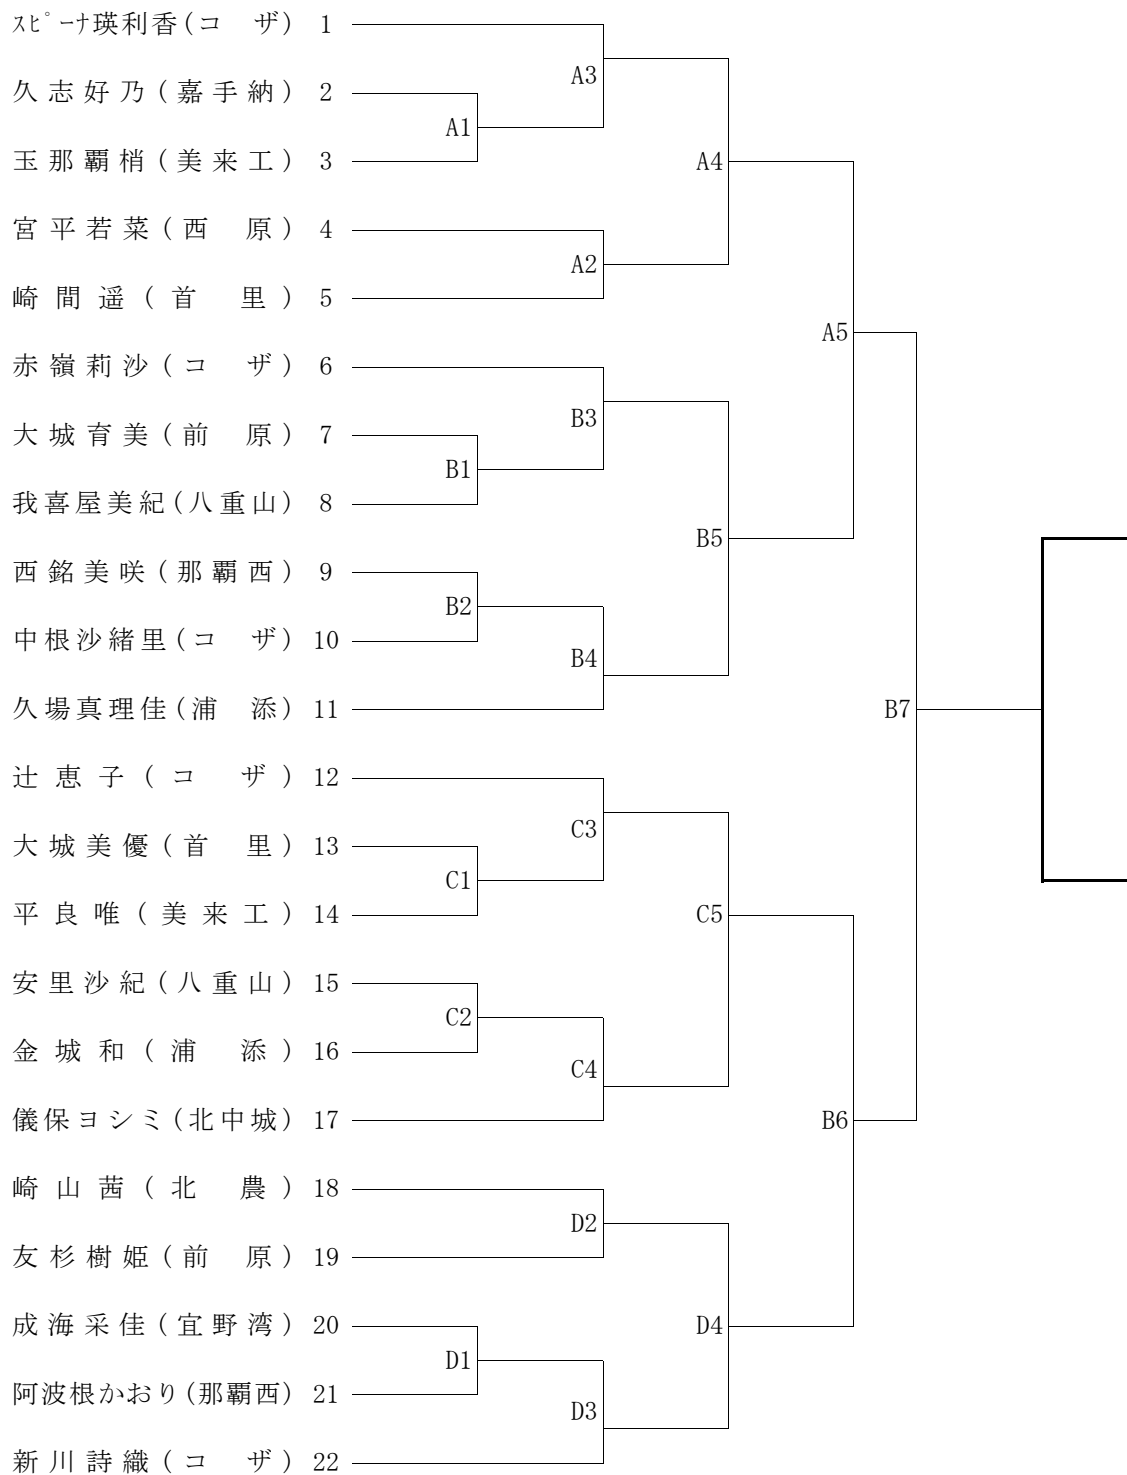 スピーナ瑛利香(コ　ザ) 1
A3
久志好乃(嘉手納) 2
A1
玉那覇梢(美来工) 3
A4
宮平若菜(西　原) 4
A2
崎間遥(首　里) 5
A5
赤嶺莉沙(コ　ザ) 6
B3
大城育美(前　原) 7
B1
我喜屋美紀(八重山) 8
B5
西銘美咲(那覇西) 9
B2
中根沙緒里(コ　ザ) 10
B4
久場真理佳(浦　添) 11
B7
辻恵子(コ　ザ) 12
C3
大城美優(首　里) 13
C1
平良唯(美来工) 14
C5
安里沙紀(八重山) 15
C2
金城和(浦　添) 16
C4
儀保ヨシミ(北中城) 17
B6
崎山茜(北　農) 18
D2
友杉樹姫(前　原) 19
成海采佳(宜野湾) 20
D4
D1
阿波根かおり(那覇西) 21
D3
新川詩織(コ　ザ) 22